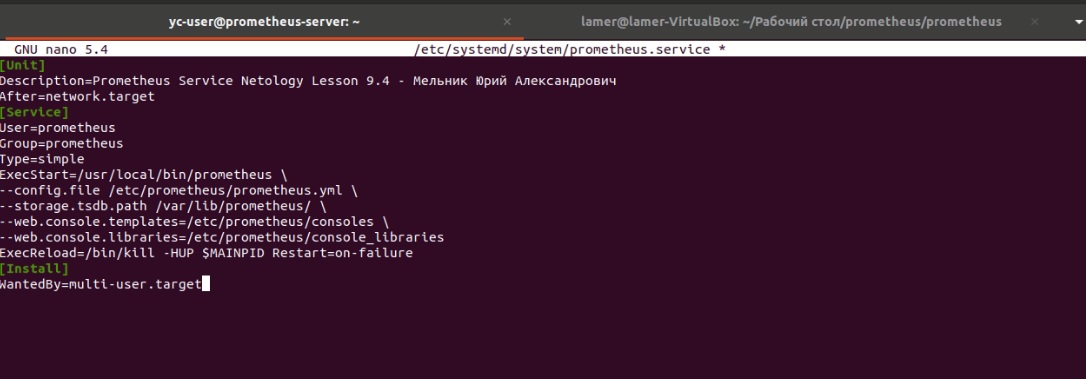 yc-user@prometheus-server: ~ × lamer@lamer-VirtualBox: ~/Рабочий стол/prometheus/prometheus ×
GNU nano 5.4 /etc/systemd/system/prometheus.service *
[Unit]
Description=Prometheus Service Netology Lesson 9.4 - Мельник Юрий Александрович
After=network.target
[Service]
User=prometheus
Group=prometheus
Type=simple
ExecStart=/usr/local/bin/prometheus \
--config.file /etc/prometheus/prometheus.yml \
--storage.tsdb.path /var/lib/prometheus/ \
--web.console.templates=/etc/prometheus/consoles \
--web.console.libraries=/etc/prometheus/console_libraries
ExecReload=/bin/kill -HUP $MAINPID Restart=on-failure
[Install]
WantedBy=multi-user.target